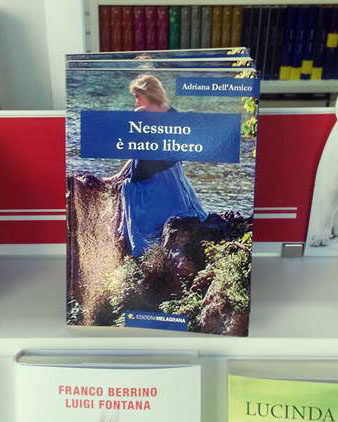 Adriana Dell'Amico
Nessuno
è nato libero
EDIZIONI MELAGRANA
FRANCO BERRINO
LUIGI FONTANA
LUCINDA